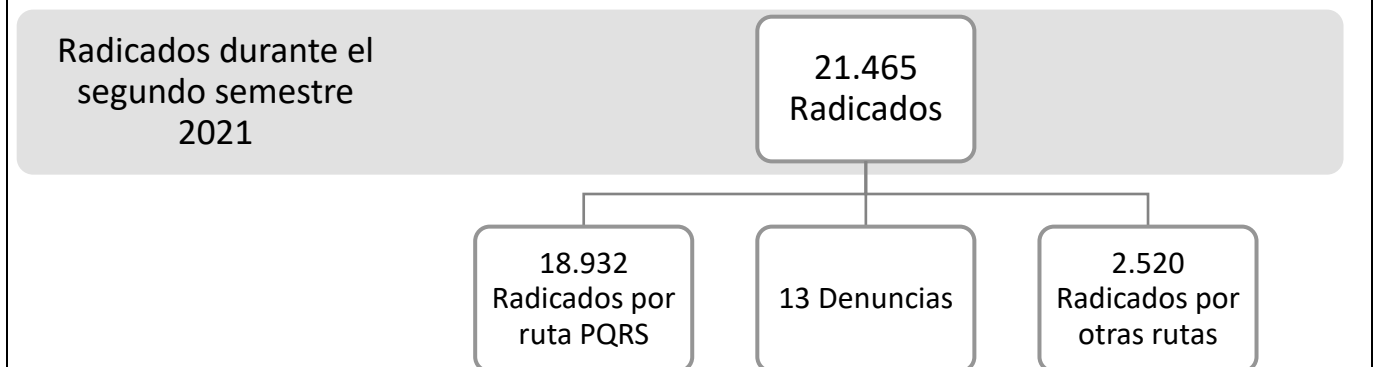 Radicados durante el
segundo semestre
2021
21.465
Radicados
18.932
Radicados por
ruta PQRS
13 Denuncias
2.520
Radicados por
otras rutas